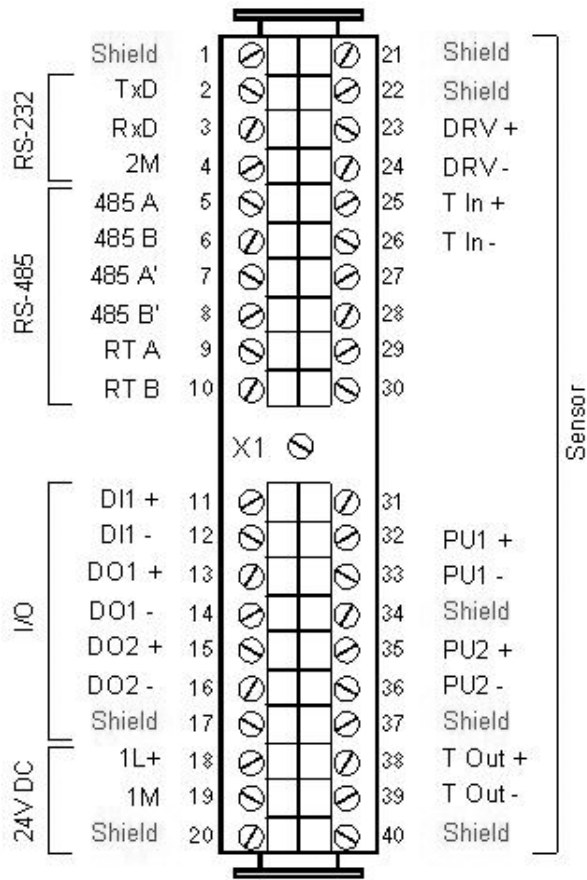 Shield 1 21 Shield
TxD 2 22 Shield
RxD 3 23 DRV +
2M 4 24 DRV -
485 A 5 25 T In +
485 B 6 26 T In -
485 A' 7 27
485 B' 8 28
RT A 9 29
RT B 10 30
RS-232
RS-485
X1
Sensor
DI1 + 11 31
DI1 - 12 32 PU1 +
DO1 + 13 33 PU1 -
DO1 - 14 34 Shield
DO2 + 15 35 PU2 +
DO2 - 16 36 PU2 -
Shield 17 37 Shield
1L+ 18 38 T Out +
1M 19 39 T Out -
Shield 20 40 Shield
I/O
24V DC